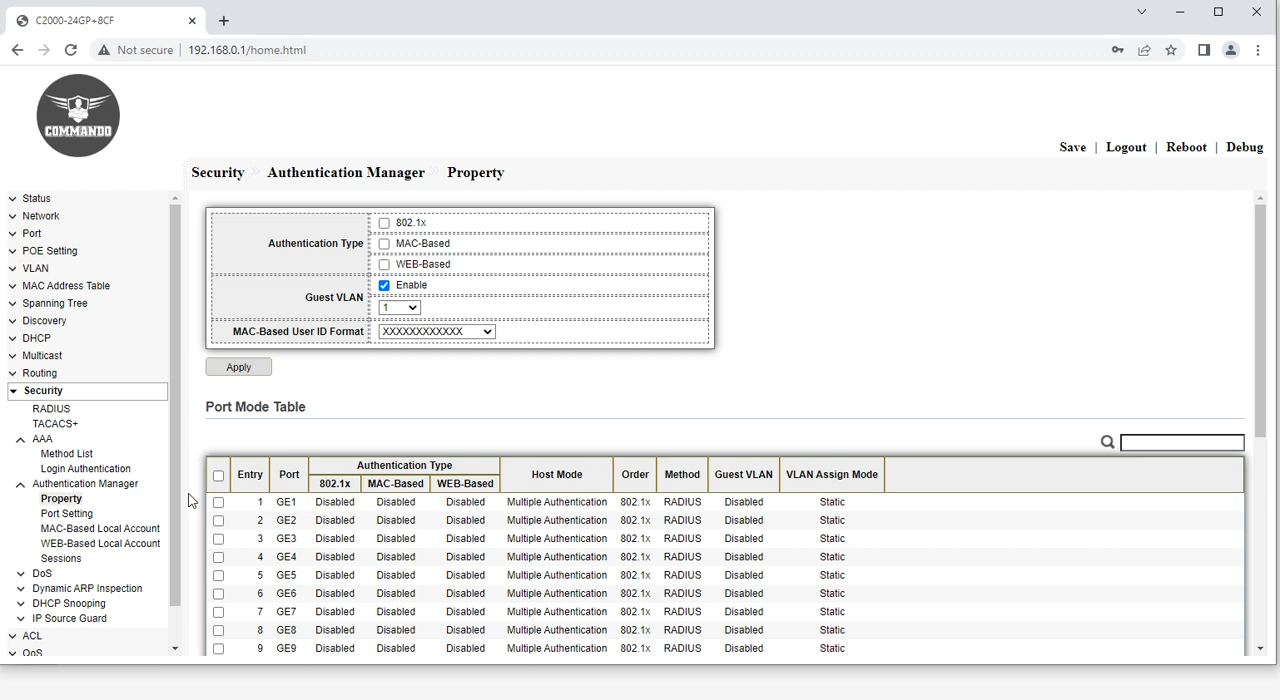 C2000-24GP+8CF
Not secure | 192.168.0.1/home.html
COMMANDO
Save | Logout | Reboot | Debug
Security » Authentication Manager » Property
Status
Network
Port
POE Setting
VLAN
MAC Address Table
Spanning Tree
Discovery
DHCP
Multicast
Routing
Security
RADIUS
TACACS+
AAA
Method List
Login Authentication
Authentication Manager
Property
Port Setting
MAC-Based Local Account
WEB-Based Local Account
Sessions
DoS
Dynamic ARP Inspection
DHCP Snooping
IP Source Guard
ACL
QoS
Authentication Type
802.1x
MAC-Based
WEB-Based
Guest VLAN
Enable
1
MAC-Based User ID Format XXXXXXXXXXXX
Apply
Port Mode Table
Entry Port Authentication Type Host Mode Order Method Guest VLAN VLAN Assign Mode
802.1x MAC-Based WEB-Based
1 GE1 Disabled Disabled Disabled Multiple Authentication 802.1x RADIUS Disabled Static
2 GE2 Disabled Disabled Disabled Multiple Authentication 802.1x RADIUS Disabled Static
3 GE3 Disabled Disabled Disabled Multiple Authentication 802.1x RADIUS Disabled Static
4 GE4 Disabled Disabled Disabled Multiple Authentication 802.1x RADIUS Disabled Static
5 GE5 Disabled Disabled Disabled Multiple Authentication 802.1x RADIUS Disabled Static
6 GE6 Disabled Disabled Disabled Multiple Authentication 802.1x RADIUS Disabled Static
7 GE7 Disabled Disabled Disabled Multiple Authentication 802.1x RADIUS Disabled Static
8 GE8 Disabled Disabled Disabled Multiple Authentication 802.1x RADIUS Disabled Static
9 GE9 Disabled Disabled Disabled Multiple Authentication 802.1x RADIUS Disabled Static